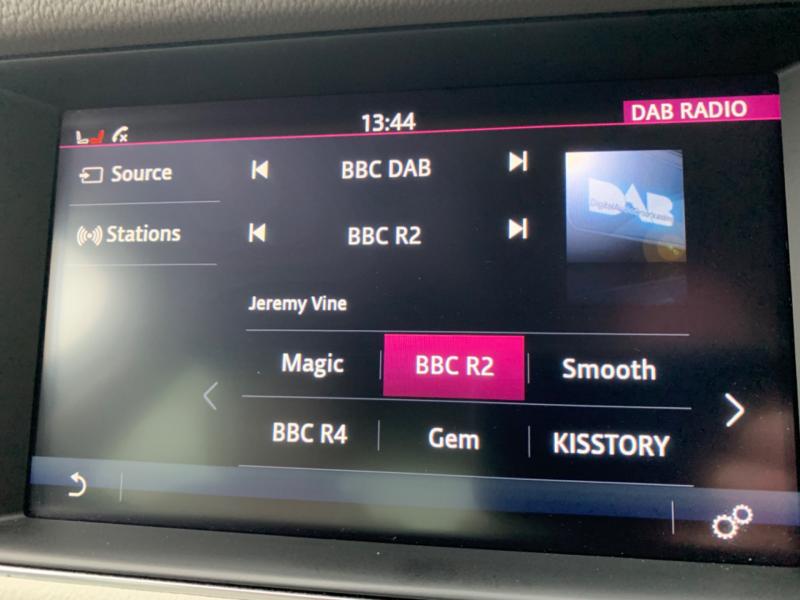 13:44
DAB RADIO
Source
BBC DAB
Stations
BBC R2
DAB
Jeremy Vine
Magic
BBC R2
Smooth
BBC R4
Gem
KISSTORY